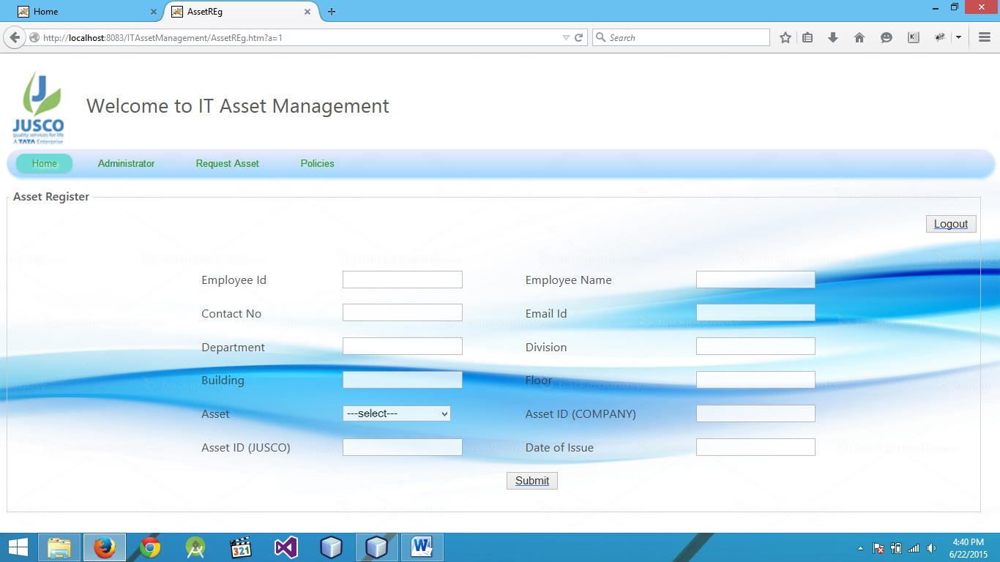 Home
AssetREg
http://localhost:8083/ITAssetManagement/AssetREg.htm?a=1
Search
K
JUSCO
quality services for life
A TATA Enterprise
Welcome to IT Asset Management
Home Administrator Request Asset Policies
Asset Register
Logout
Employee Id Employee Name
Contact No Email Id
Department Division
Building Floor
Asset ---select--- Asset ID (COMPANY)
Asset ID (JUSCO) Date of Issue
Submit
321
4:40 PM
6/22/2015